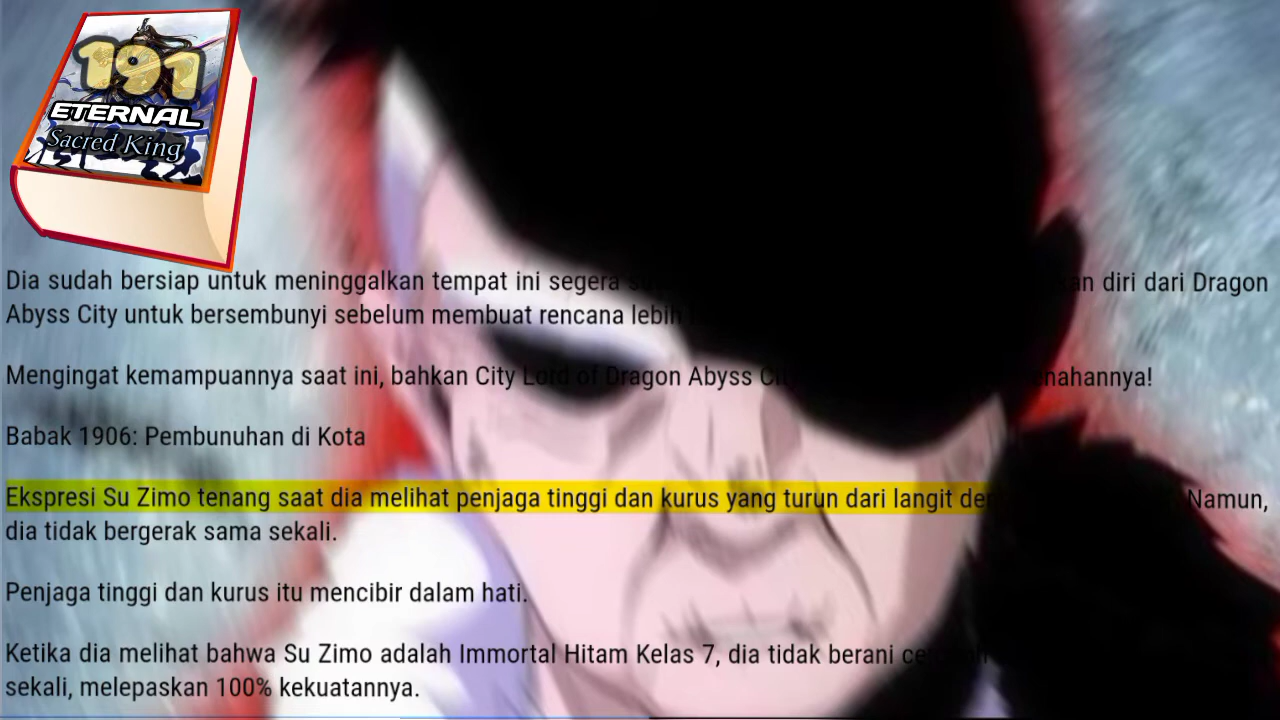 191
ETERNAL
Sacred King
Dia sudah bersiap untuk meninggalkan tempat ini segera diri dari Dragon
Abyss City untuk bersembunyi sebelum membuat rencana lebih
Mengingat kemampuannya saat ini, bahkan City Lord of Dragon Abyss
Babak 1906: Pembunuhan di Kota
Ekspresi Su Zimo tenang saat dia melihat penjaga tinggi dan kurus yang turun dari langit Namun,
dia tidak bergerak sama sekali.
Penjaga tinggi dan kurus itu mencibir dalam hati.
Ketika dia melihat bahwa Su Zimo adalah Immortal Hitam Kelas 7, dia tidak berani
sekali, melepaskan 100% kekuatannya.